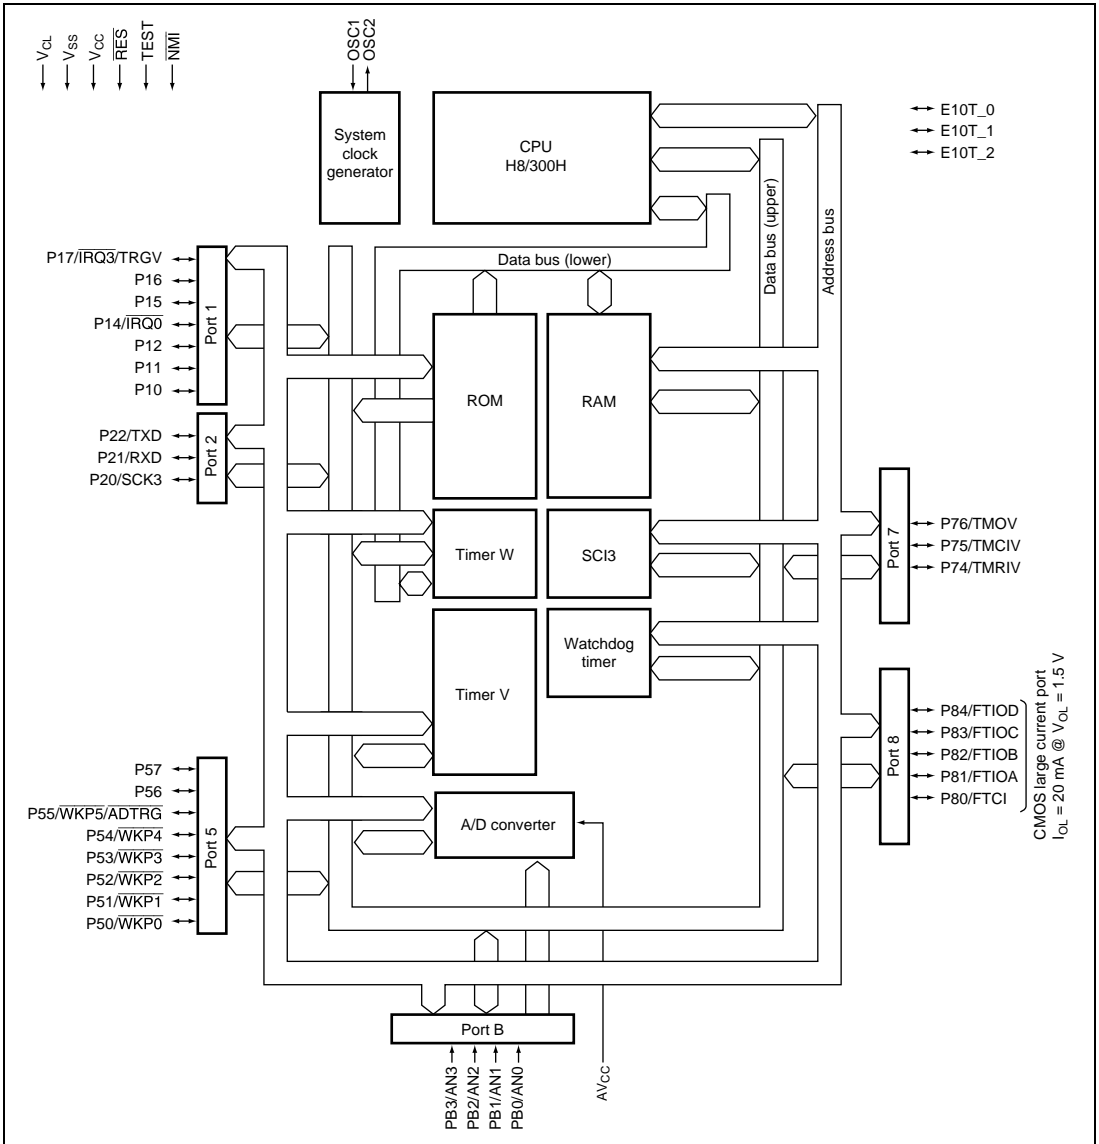 VCL
VSS
VCC
RES
TEST
NMI
OSC1
OSC2
System
clock
generator
CPU
H8/300H
E10T_0
E10T_1
E10T_2
Data bus (lower)
Data bus (upper)
Address bus
P17/IRQ3/TRGV
P16
P15
P14/IRQ0
P12
P11
P10
Port 1
P22/TXD
P21/RXD
P20/SCK3
Port 2
ROM
RAM
Timer W
SCI3
Timer V
Watchdog
timer
A/D converter
Port 7
P76/TMOV
P75/TMCIV
P74/TMRIV
Port 8
P84/FTIOD
P83/FTIOC
P82/FTIOB
P81/FTIOA
P80/FTCI
CMOS large current port
IOL = 20 mA @ VOL = 1.5 V
P57
P56
P55/WKP5/ADTRG
P54/WKP4
P53/WKP3
P52/WKP2
P51/WKP1
P50/WKP0
Port 5
Port B
PB3/AN3
PB2/AN2
PB1/AN1
PB0/AN0
AVCC